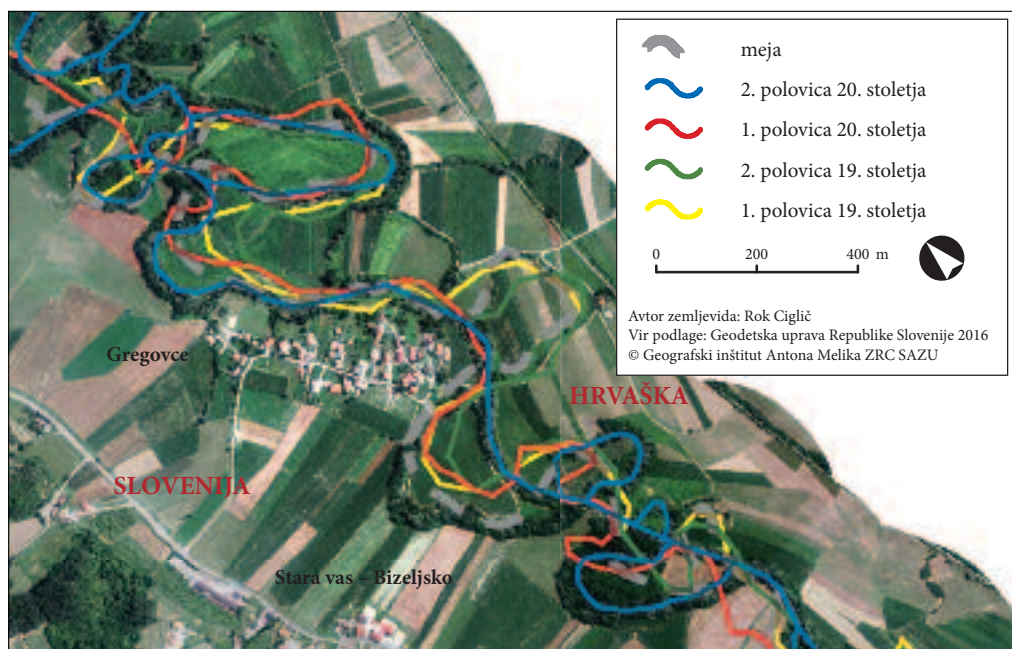 meja
2. polovica 20. stoletja
1. polovica 20. stoletja
2. polovica 19. stoletja
1. polovica 19. stoletja
0 200 400 m
Avtor zemljevida: Rok Ciglič
Vir podlage: Geodetska uprava Republike Slovenije 2016
© Geografski inštitut Antona Melika ZRC SAZU
Gregovce
HRVAŠKA
SLOVENIJA
Stara vas – Bizeljsko